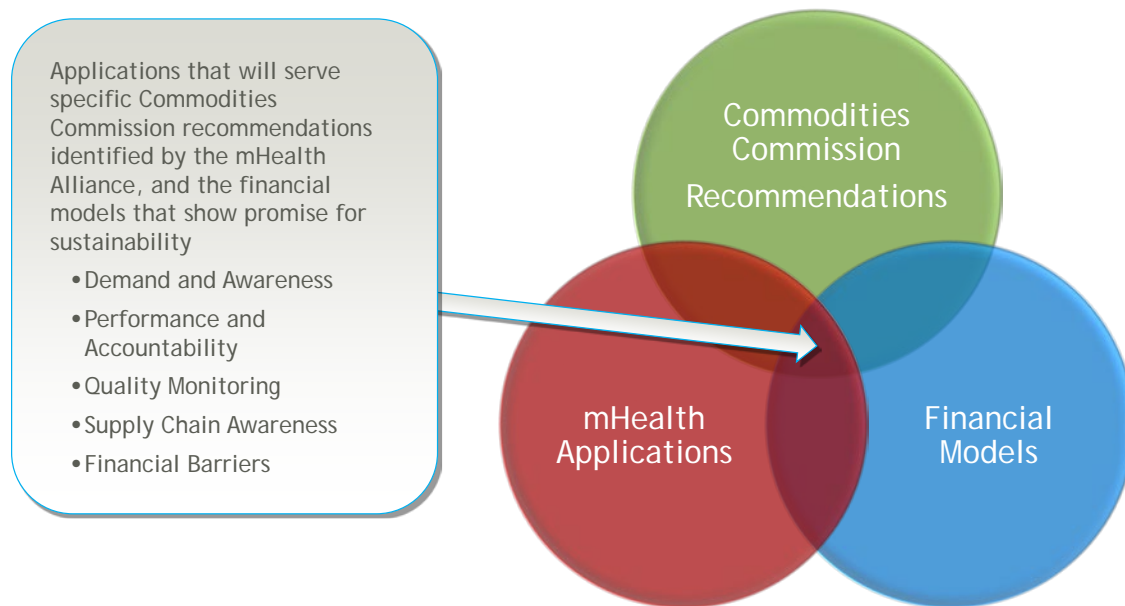 Applications that will serve
specific Commodities
Commission recommendations
identified by the mHealth
Alliance, and the financial
models that show promise for
sustainability
•Demand and Awareness
•Performance and
Accountability
•Quality Monitoring
•Supply Chain Awareness
•Financial Barriers
Commodities
Commission
Recommendations
mHealth
Applications
Financial
Models